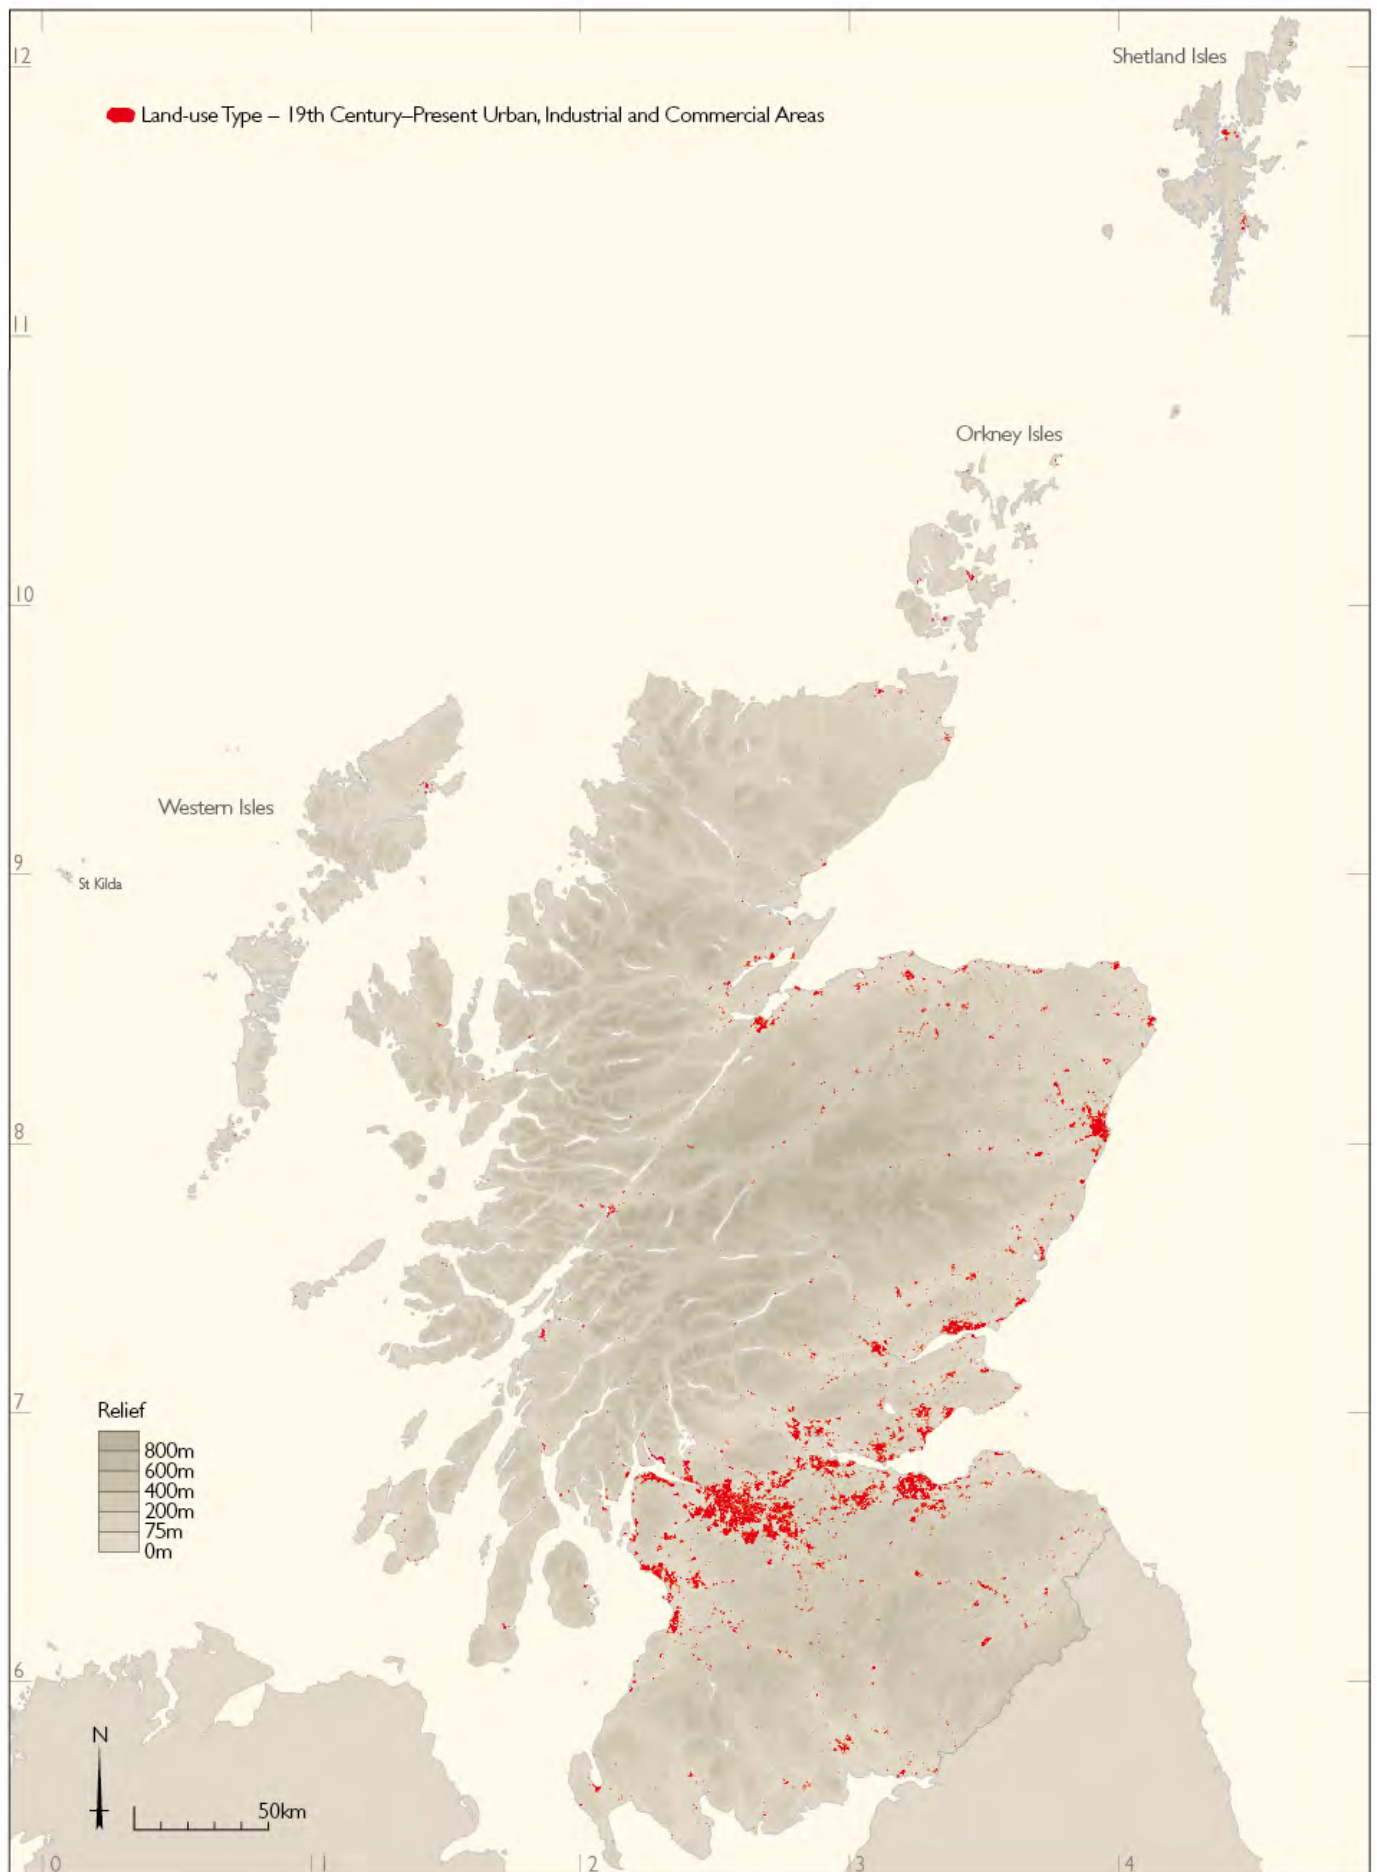 12
Shetland Isles
Land-use Type – 19th Century–Present Urban, Industrial and Commercial Areas
11
Orkney Isles
10
Western Isles
9
St Kilda
8
7
Relief
800m
600m
400m
200m
75m
0m
6
N
50km
0
1
2
3
4